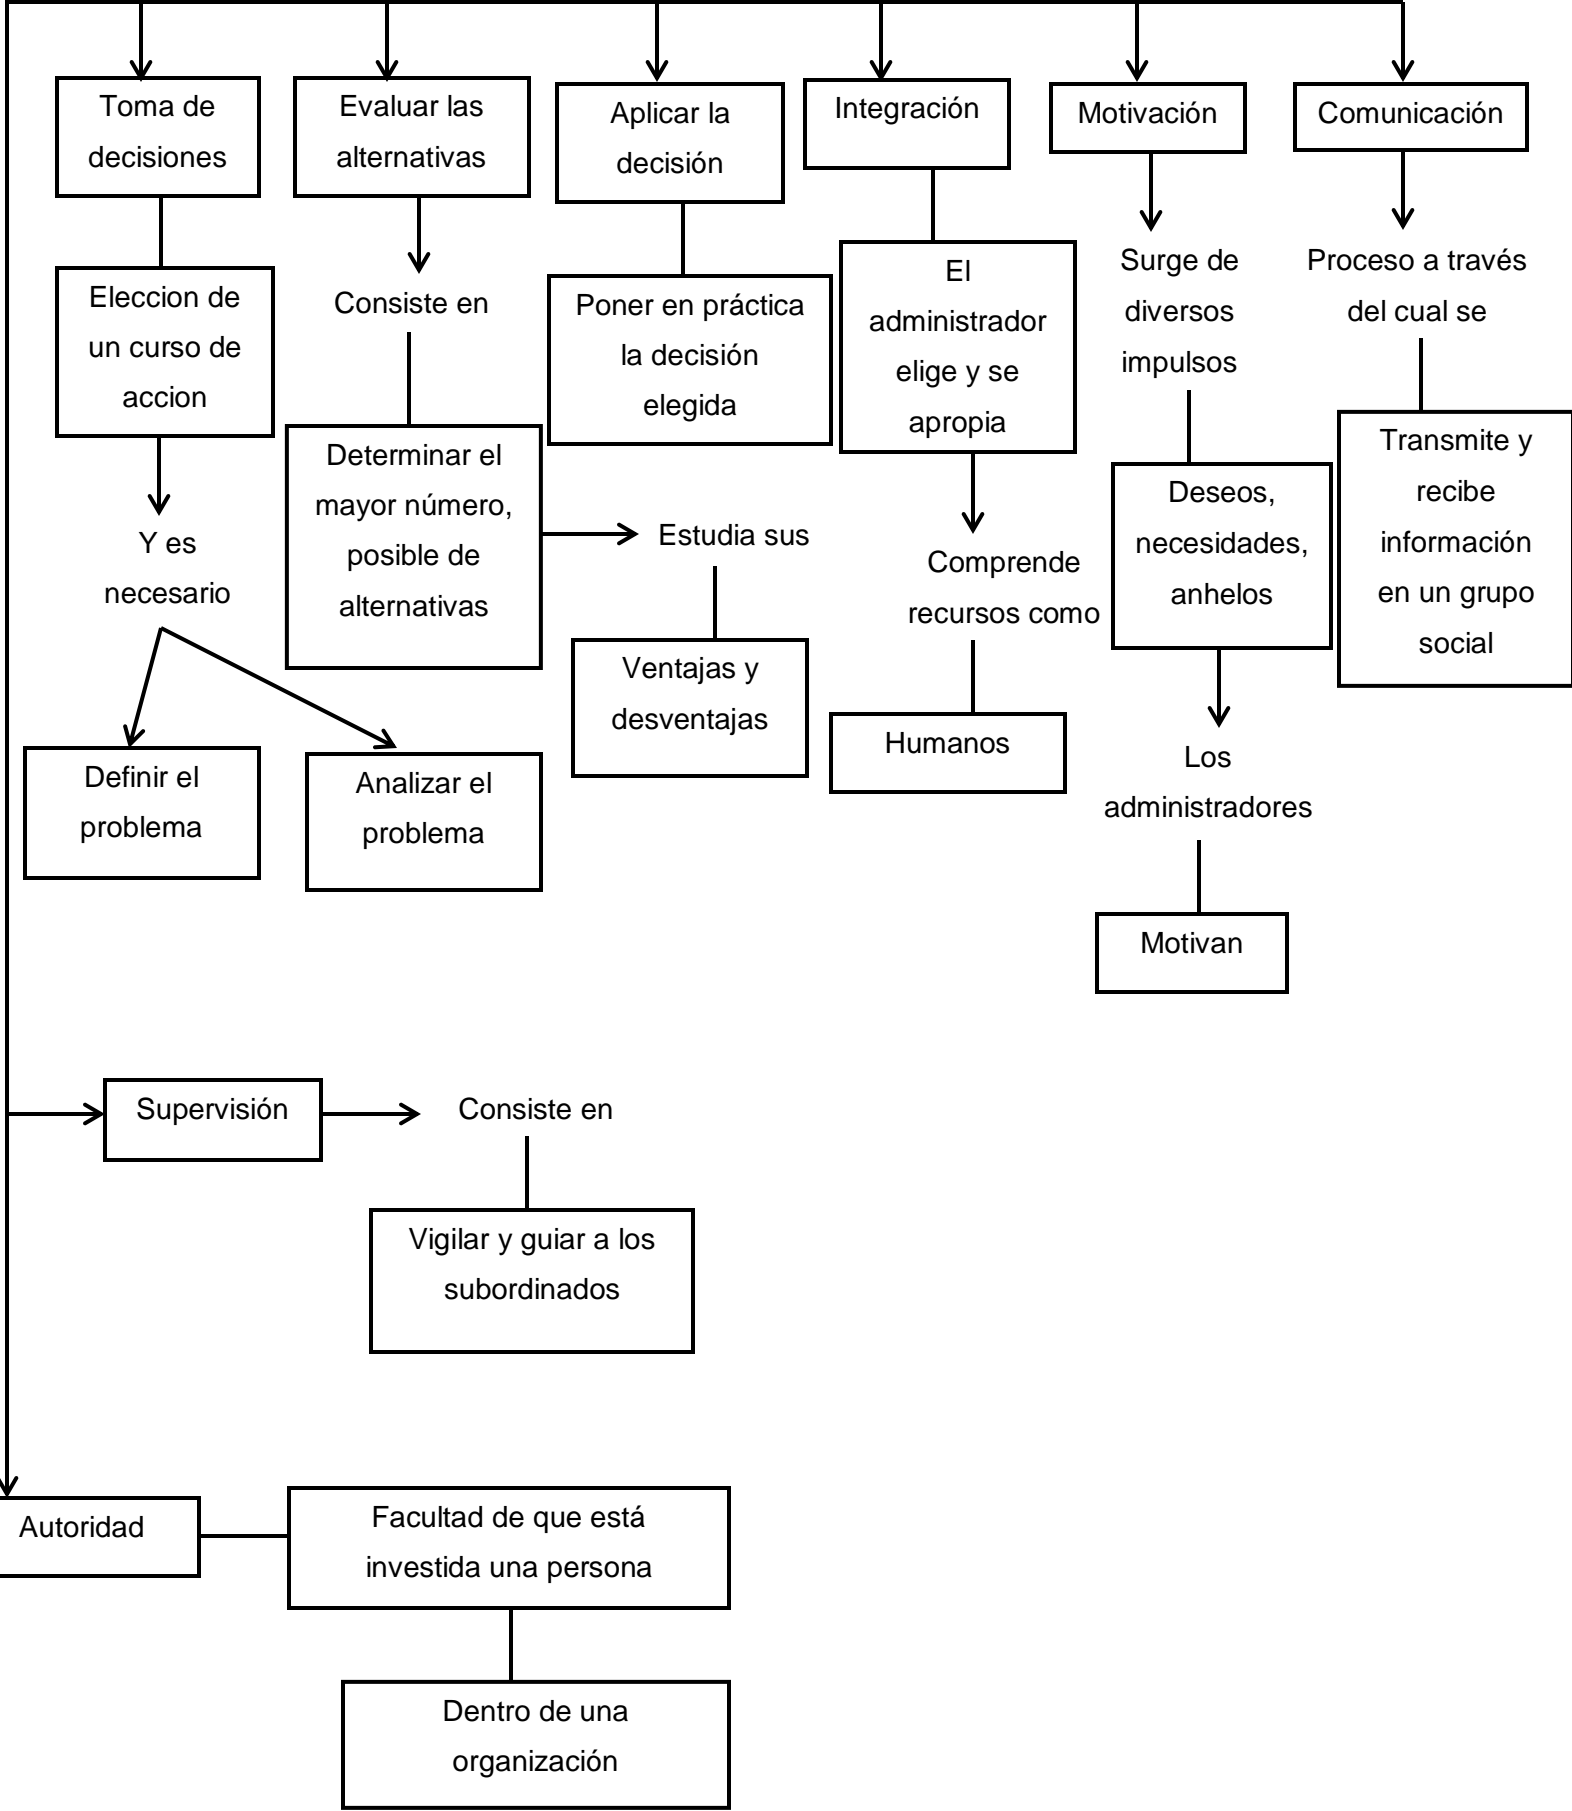 Toma de
decisiones
Eleccion de
un curso de
accion
Y es
necesario
Definir el
problema
Analizar el
problema
Evaluar las
alternativas
Consiste en
Determinar el
mayor número,
posible de
alternativas
Estudia sus
Ventajas y
desventajas
Aplicar la
decisión
Poner en práctica
la decisión
elegida
Integración
El
administrador
elige y se
apropia
Comprende
recursos como
Humanos
Motivación
Surge de
diversos
impulsos
Deseos,
necesidades,
anhelos
Los
administradores
Motivan
Comunicación
Proceso a través
del cual se
Transmite y
recibe
información
en un grupo
social
Supervisión
Consiste en
Vigilar y guiar a los
subordinados
Autoridad
Facultad de que está
investida una persona
Dentro de una
organización